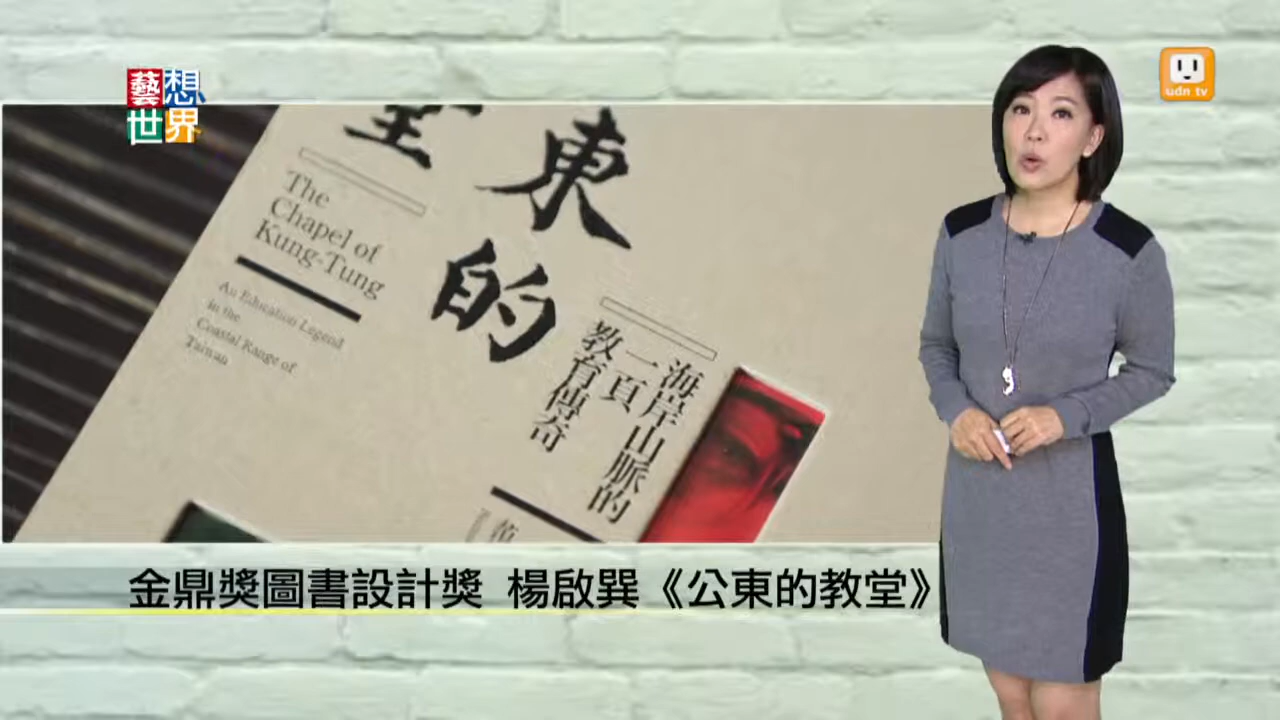 藝想
世界
udn tv
東
的
The
Chapel of
Kung-Tung
An Education Legend
in the
Coastal Range of
Taiwan
海岸山脈的
一頁
教育傳奇
金鼎獎圖書設計獎 楊啟巽《公東的教堂》